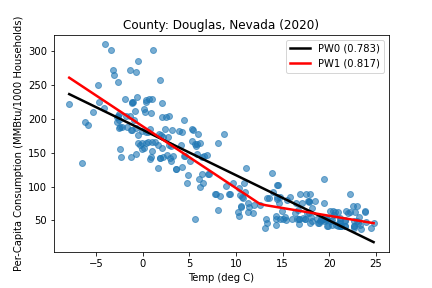 County: Douglas, Nevada (2020)
Per-Capita Consumption (MMBtu/1000 Households)
300
250
200
150
100
50
PW0 (0.783)
PW1 (0.817)
−5
0
5
10
15
20
25
Temp (deg C)